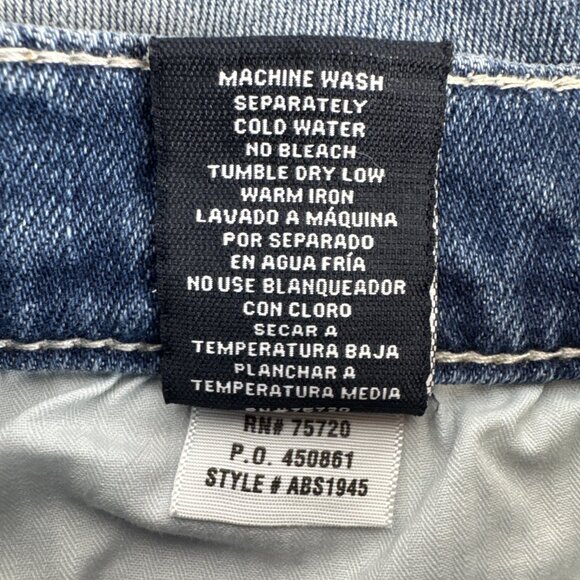 MACHINE WASH
SEPARATELY
COLD WATER
NO BLEACH
TUMBLE DRY LOW
WARM IRON
LAVADO A MÁQUINA
POR SEPARADO
EN AGUA FRÍA
NO USE BLANQUEADOR
CON CLORO
SECAR A
TEMPERATURA BAJA
PLANCHAR A
TEMPERATURA MEDIA
RN# 75720
P.O. 450861
STYLE # ABS1945